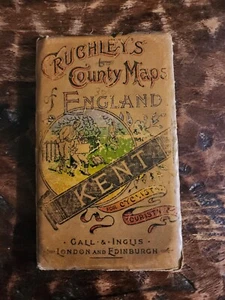 CRUCHLEY'S
COUNTY MAPS
OF ENGLAND
KENT
FOR CYCLISTS
TOURISTS &
GALL & INGLIS
LONDON AND EDINBURGH